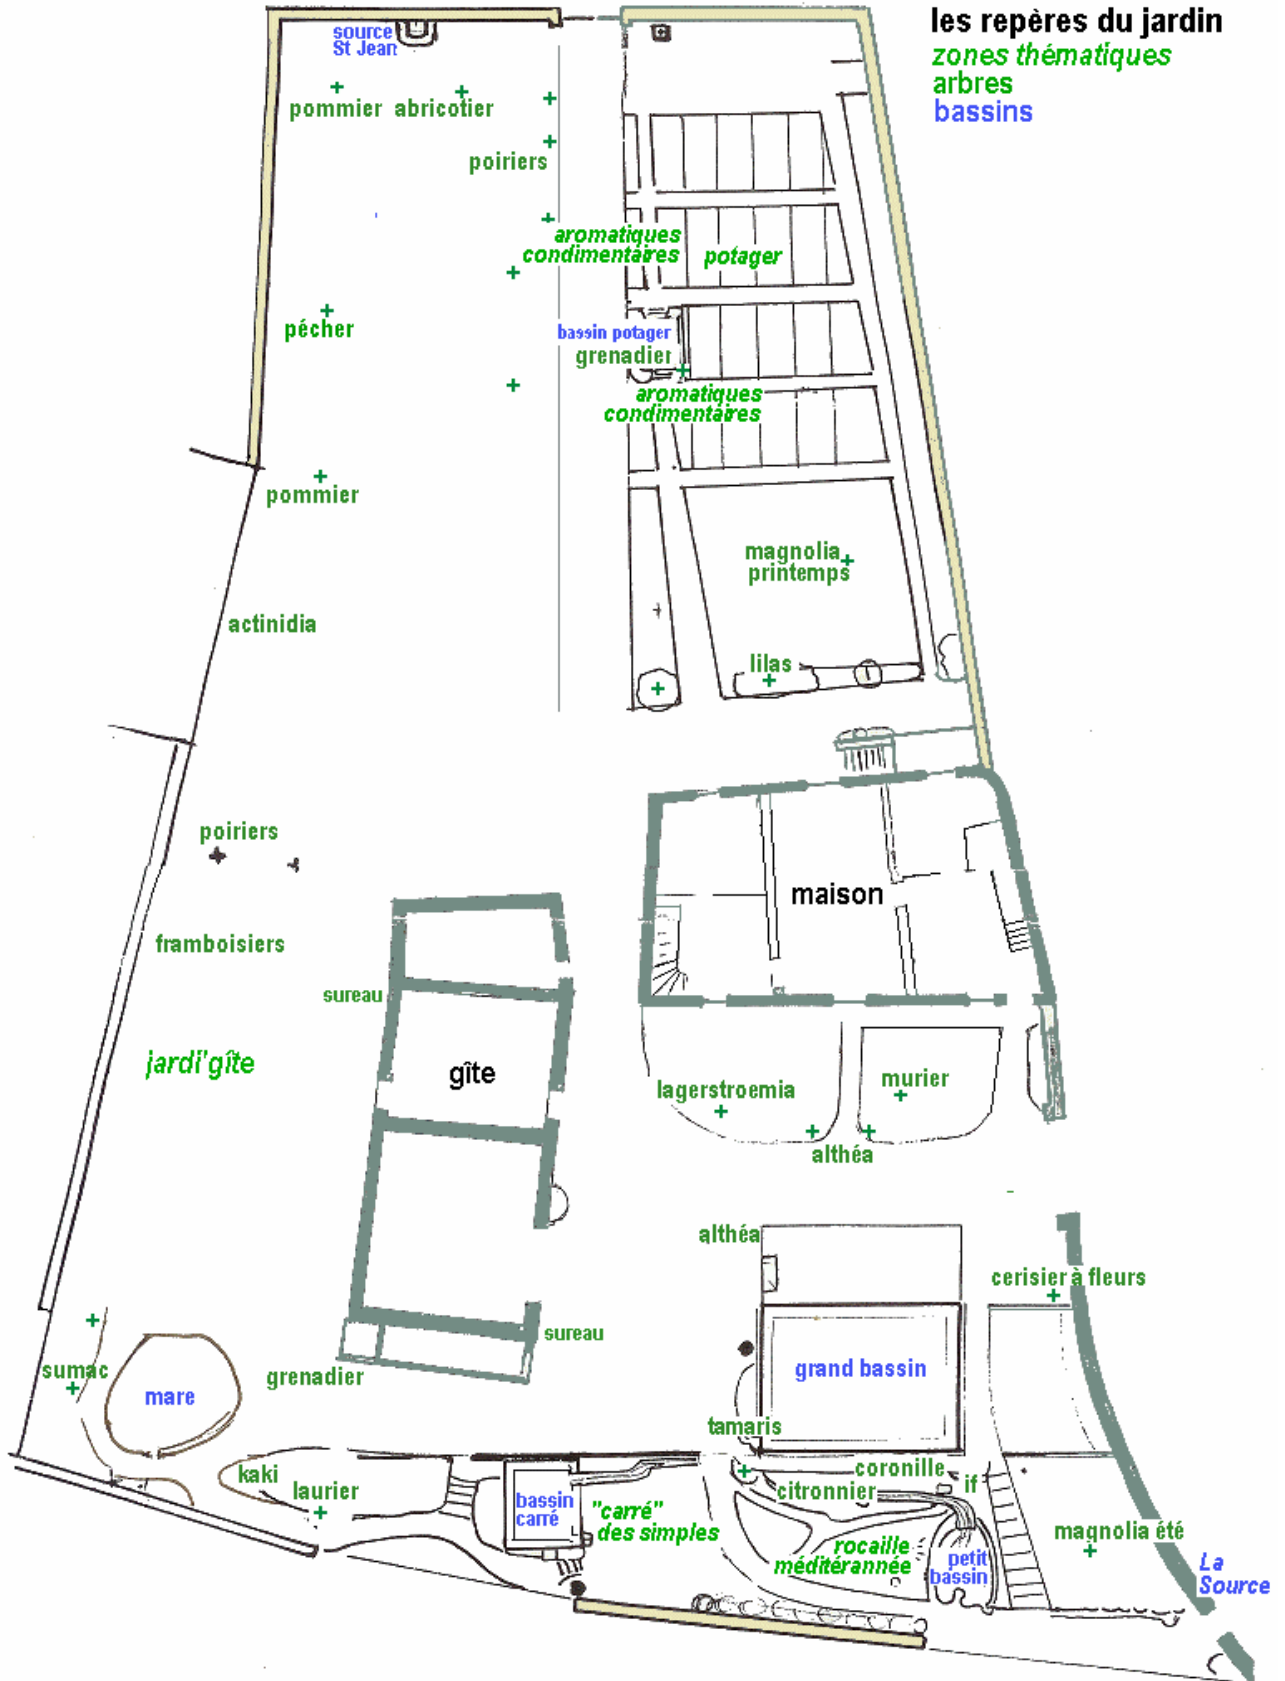 les repères du jardin
zones thématiques
arbres
bassins
source
St Jean
pommier
abricotier
poiriers
aromatiques
condimentaires
potager
pécher
bassin potager
grenadier
aromatiques
condimentaires
pommier
magnolia
printemps
actinidia
lilas
poiriers
maison
framboisiers
sureau
jardi'gîte
gîte
lagerstroemia
murier
althéa
althéa
cerisier à fleurs
sureau
sumac
mare
grenadier
grand bassin
tamaris
kaki
laurier
bassin
carré
"carré"
des simples
coronille
citronnier
if
rocaille
méditérannée
petit
bassin
magnolia été
La
Source